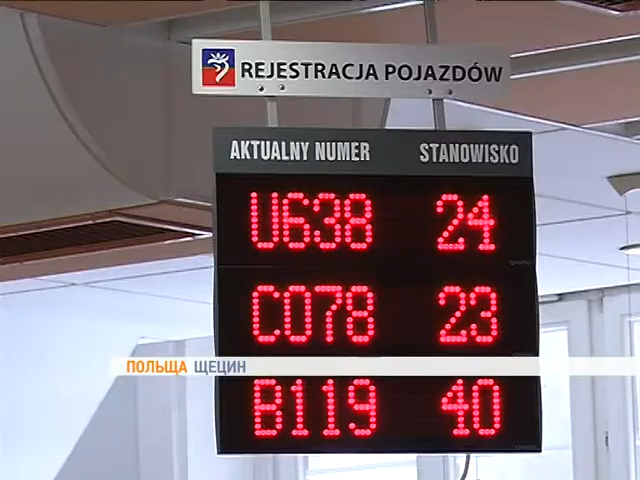 REJESTRACJA POJAZDÓW
AKTUALNY NUMER STANOWISKO
U638 24
C078 23
ПОЛЬЩА ЩЕЦИН
B119 40